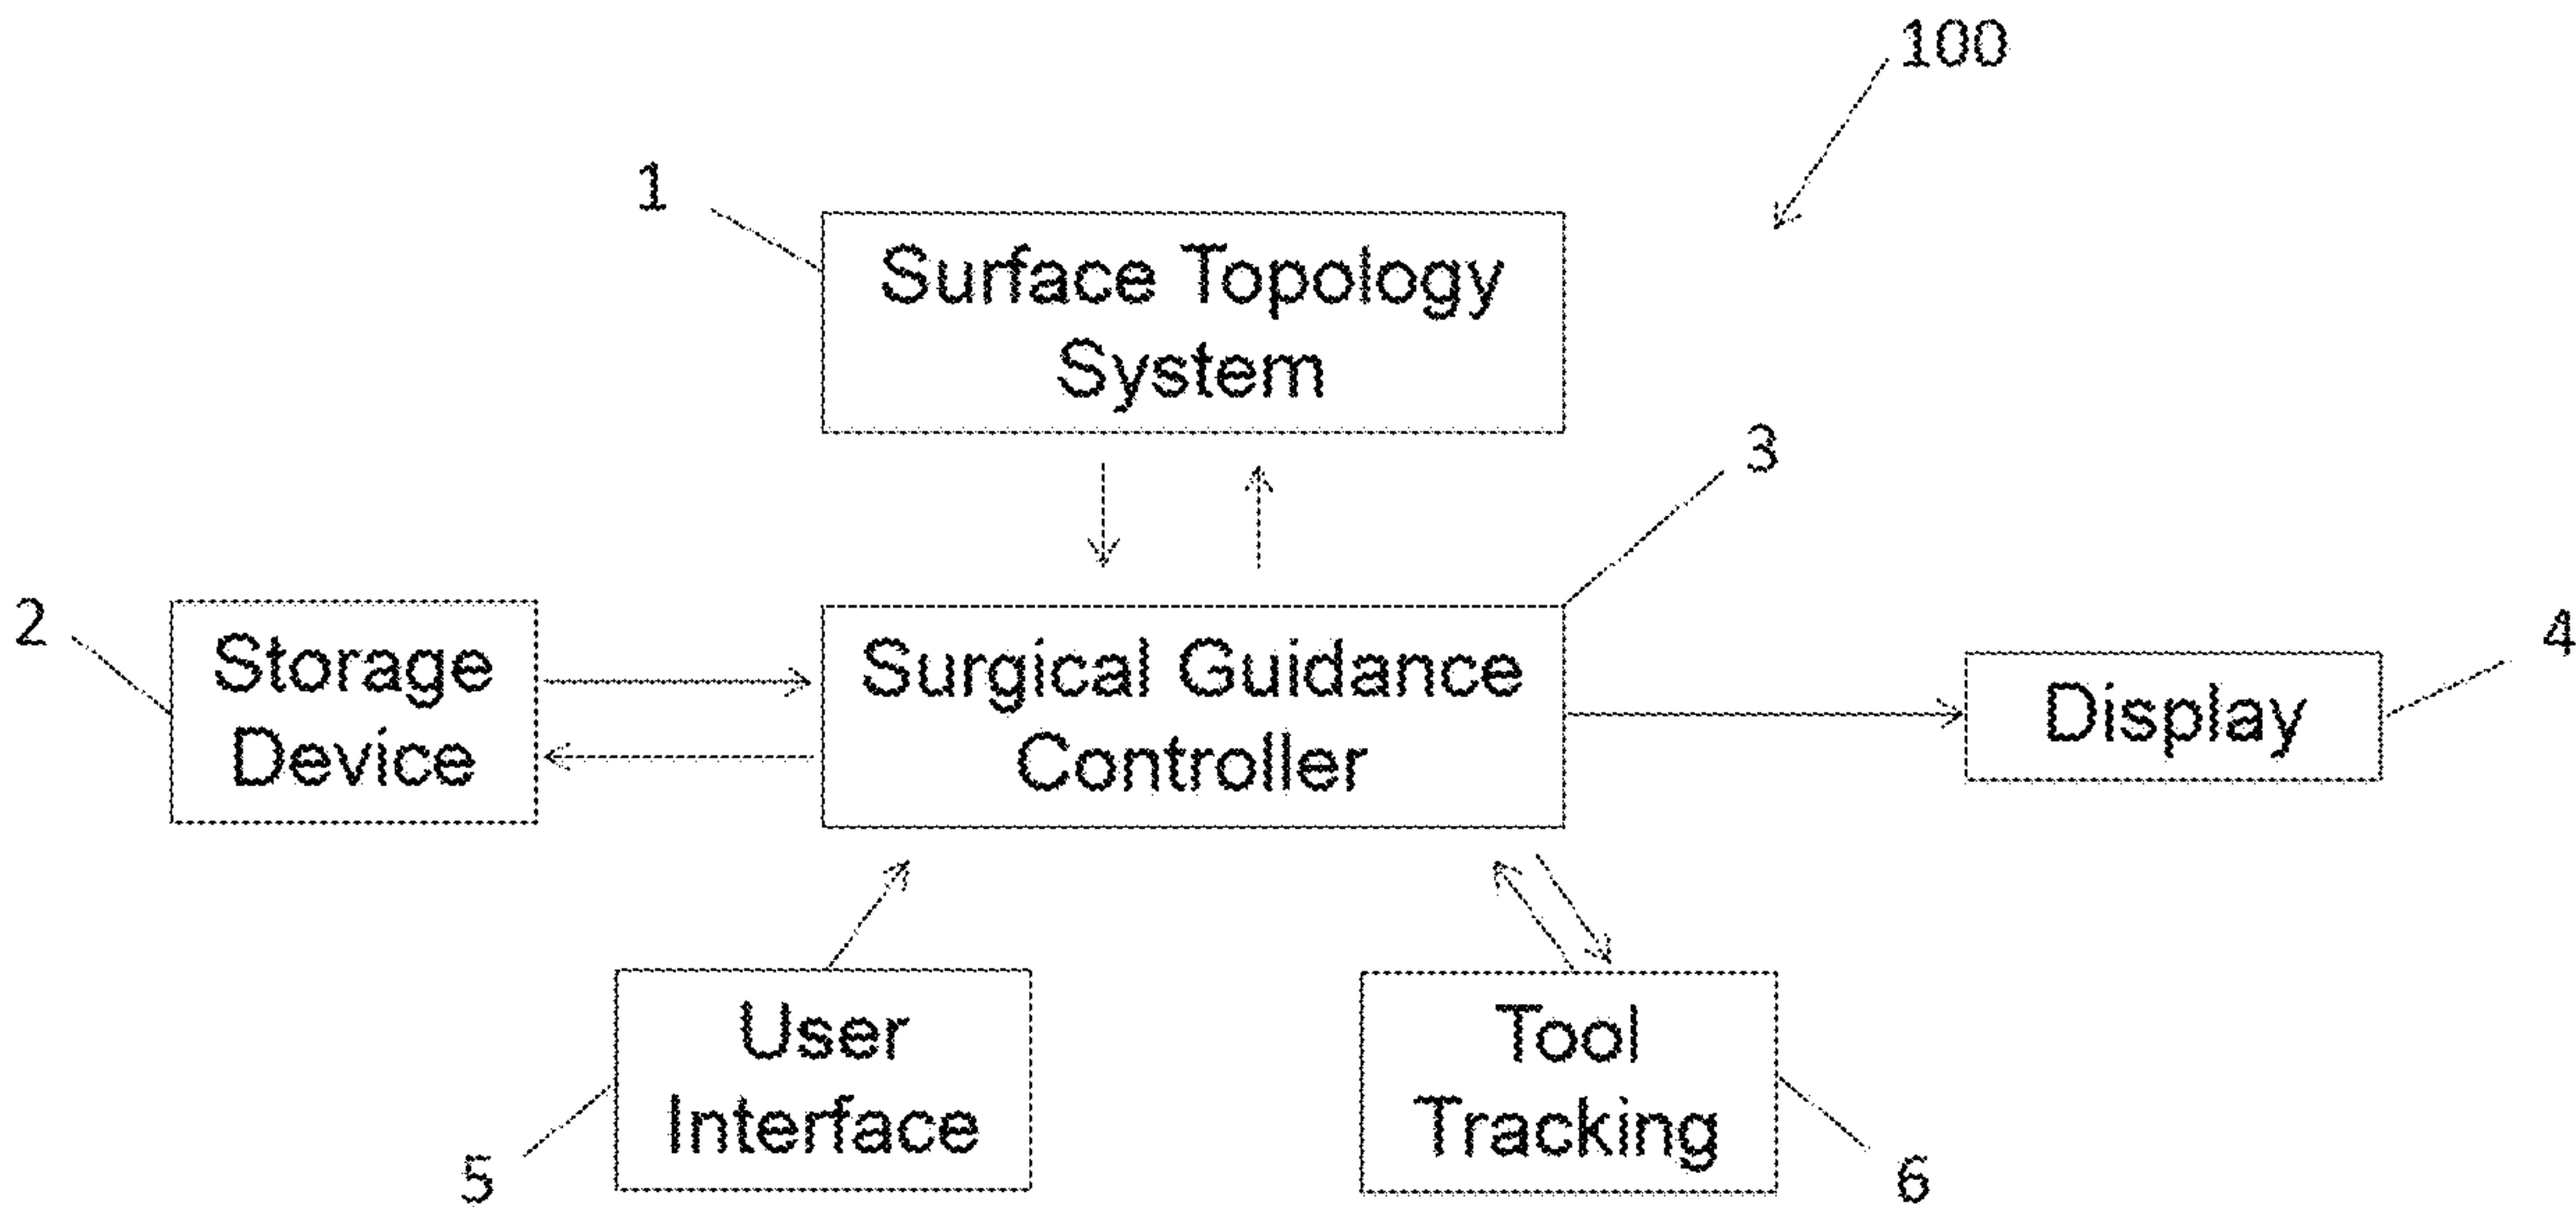 100
1
Surface Topology
System
3
2
Storage
Device
Surgical Guidance
Controller
4
Display
User
Interface
5
Tool
Tracking
6